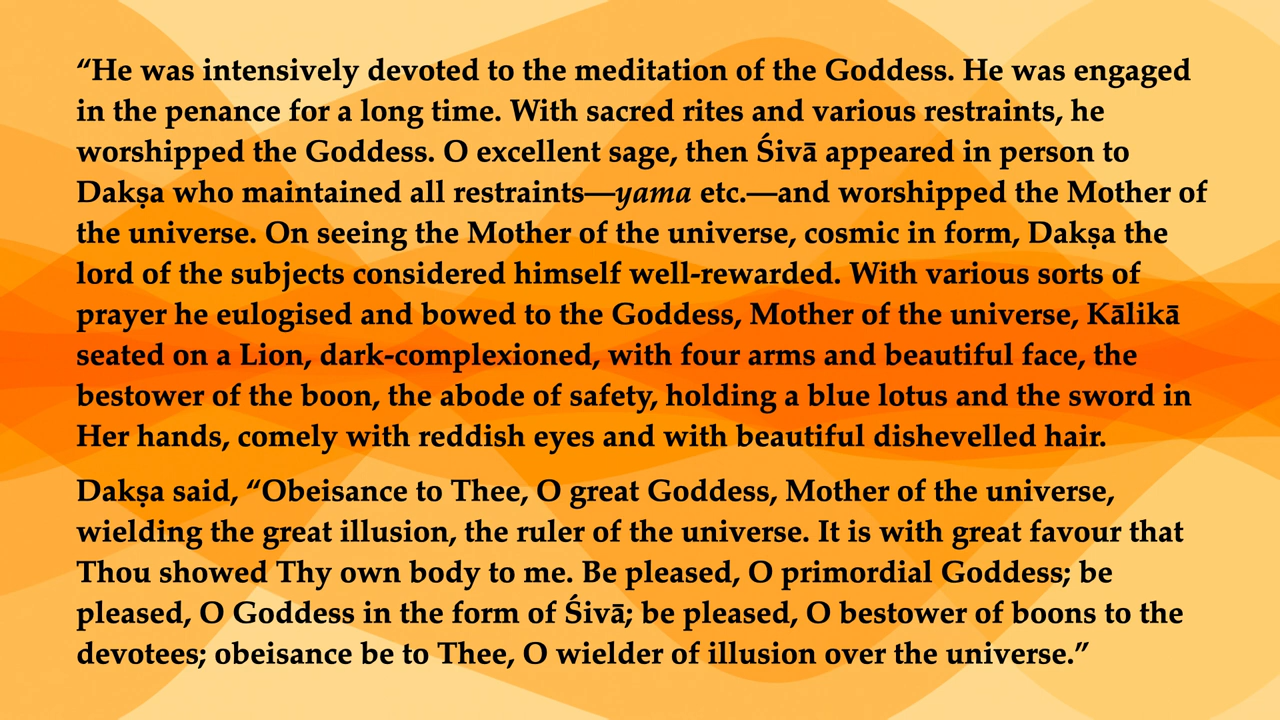 “He was intensively devoted to the meditation of the Goddess. He was engaged
in the penance for a long time. With sacred rites and various restraints, he
worshipped the Goddess. O excellent sage, then Śivā appeared in person to
Dakṣa who maintained all restraints—yama etc.—and worshipped the Mother of
the universe. On seeing the Mother of the universe, cosmic in form, Dakṣa the
lord of the subjects considered himself well-rewarded. With various sorts of
prayer he eulogised and bowed to the Goddess, Mother of the universe, Kālikā
seated on a Lion, dark-complexioned, with four arms and beautiful face, the
bestower of the boon, the abode of safety, holding a blue lotus and the sword in
Her hands, comely with reddish eyes and with beautiful dishevelled hair.
Dakṣa said, “Obeisance to Thee, O great Goddess, Mother of the universe,
wielding the great illusion, the ruler of the universe. It is with great favour that
Thou showed Thy own body to me. Be pleased, O primordial Goddess; be
pleased, O Goddess in the form of Śivā; be pleased, O bestower of boons to the
devotees; obeisance be to Thee, O wielder of illusion over the universe.”